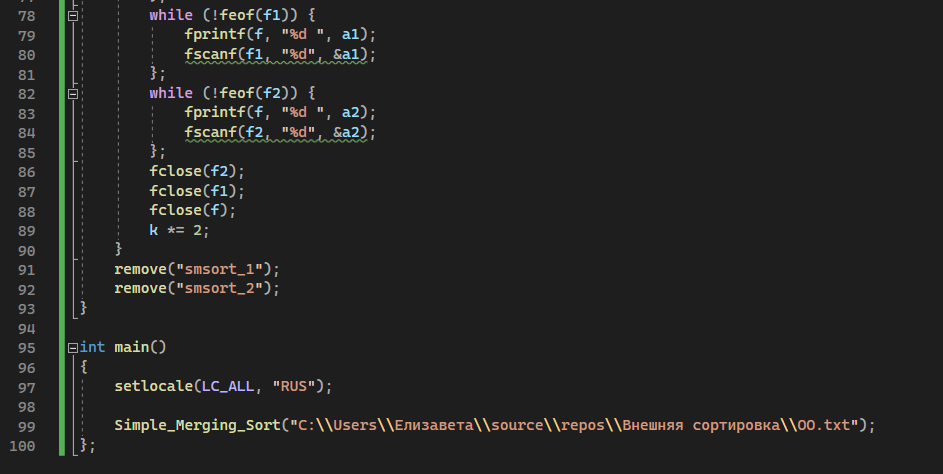 78 while (!feof(f1)) {
79 fprintf(f, "%d ", a1);
80 fscanf(f1, "%d", &a1);
81 };
82 while (!feof(f2)) {
83 fprintf(f, "%d ", a2);
84 fscanf(f2, "%d", &a2);
85 };
86 fclose(f2);
87 fclose(f1);
88 fclose(f);
89 k *= 2;
90 }
91 remove("smsort_1");
92 remove("smsort_2");
93 }
94
95 int main()
96 {
97 setlocale(LC_ALL, "RUS");
98
99 Simple_Merging_Sort("C:\\Users\\Елизавета\\source\\repos\\Внешняя сортировка\\OO.txt");
100 };